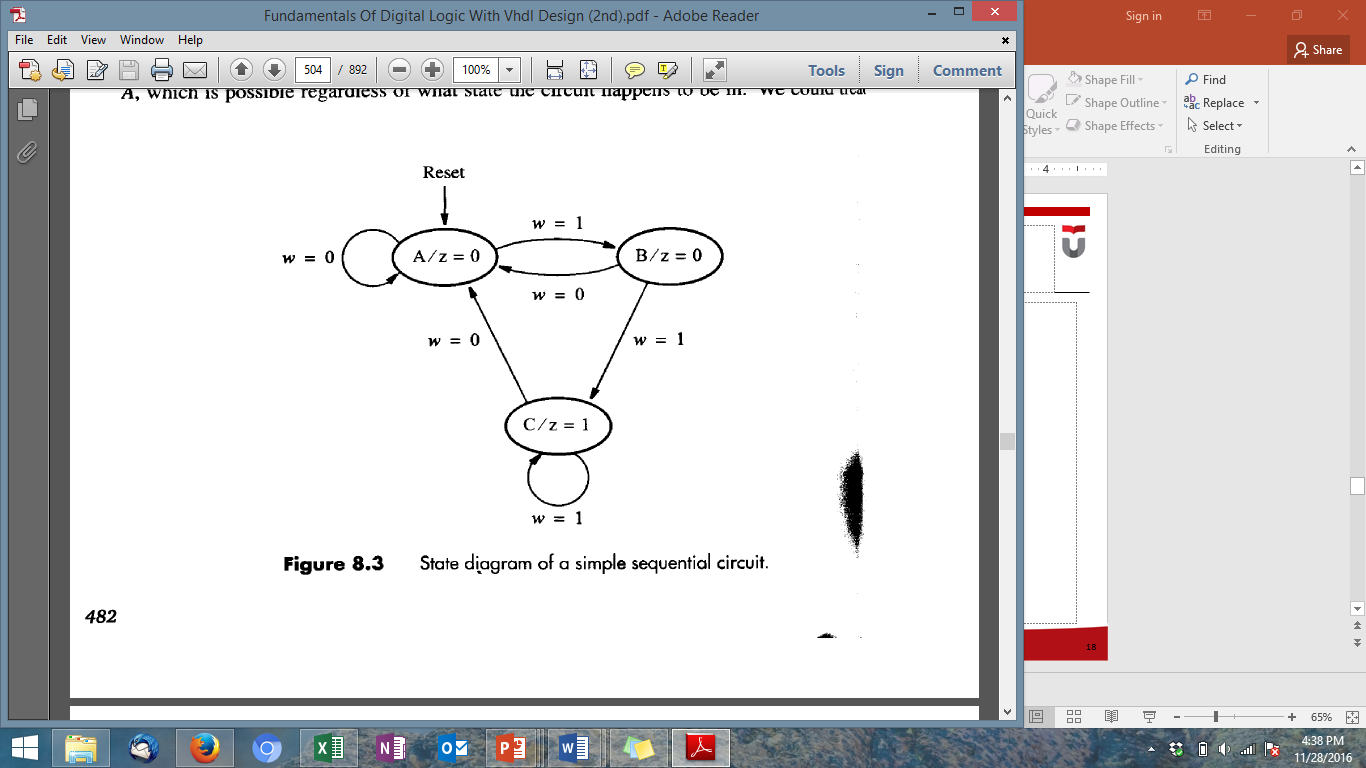 Fundamentals Of Digital Logic With Vhdl Design (2nd).pdf - Adobe Reader
Sign in
File Edit View Window Help
Share
504 / 892
100%
Tools Sign Comment
Quick
Styles
Shape Fill
Shape Outline
Shape Effects
Find
Replace
Select
Editing
A, which is possible regardless of what state the circuit happens to be in. We could treat
4
Reset
w = 1
w = 0
A/z = 0
B/z = 0
w = 0
w = 0
w = 1
C/z = 1
w = 1
Figure 8.3 State diagram of a simple sequential circuit.
482
18
65%
4:38 PM
11/28/2016